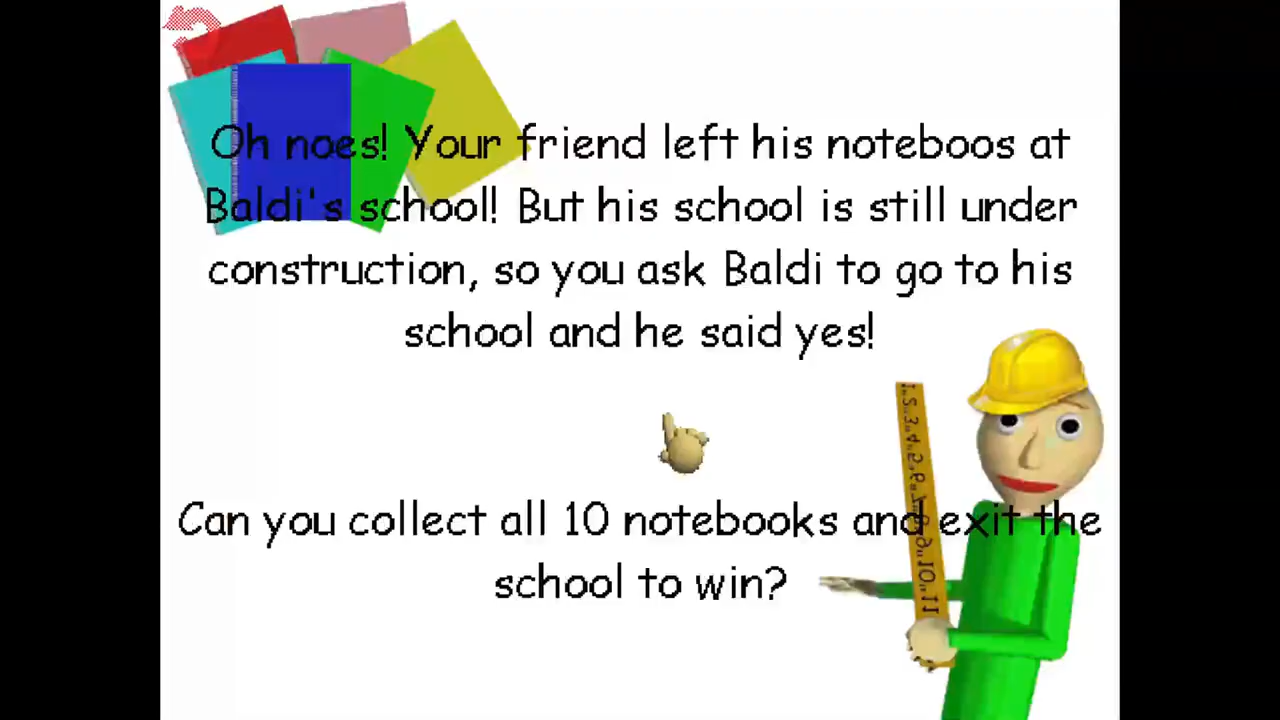 Oh noes! Your friend left his noteboos at
Baldi's school! But his school is still under
construction, so you ask Baldi to go to his
school and he said yes!
Can you collect all 10 notebooks and exit the
school to win?